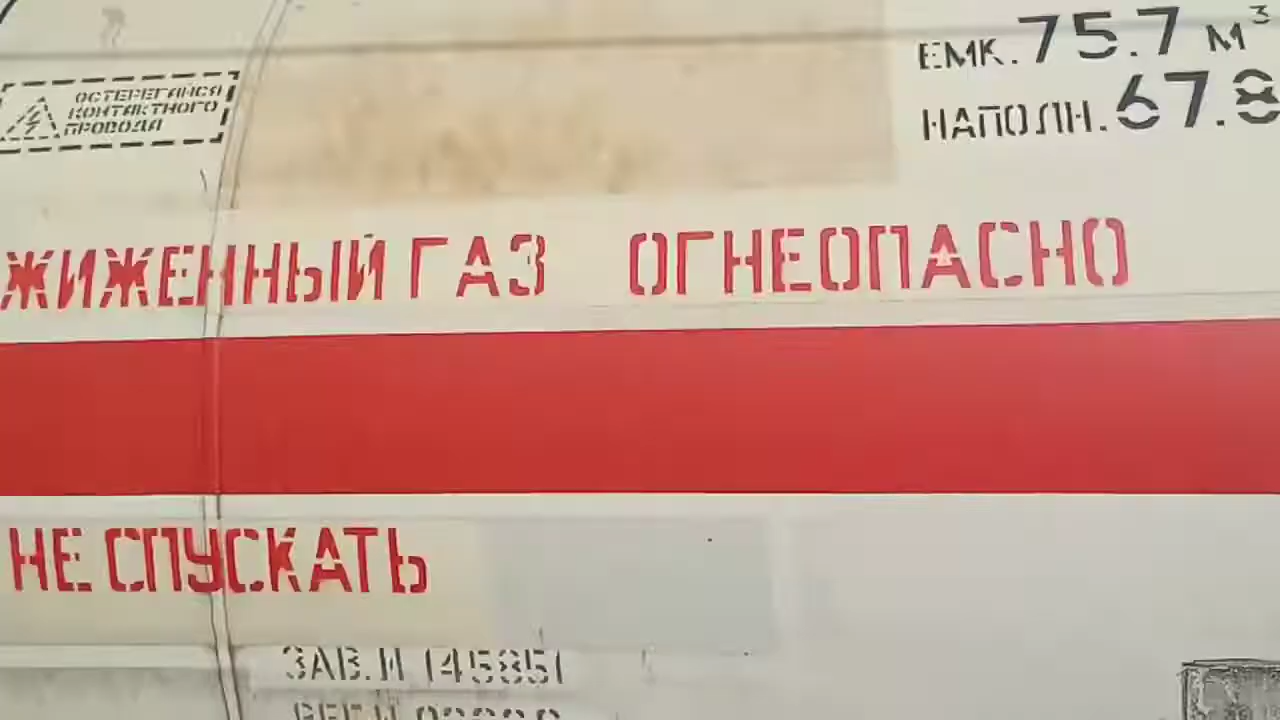 ЕМК. 75.7 М³
НАПОЛН. 67.8
ОСТЕРЕГАЙСЯ
КОНТАКТНОГО
ПРОВОДА
ЖИЖЕННЫЙ ГАЗ ОГНЕОПАСНО
НЕ СПУСКАТЬ
ЗАВ. И 145851